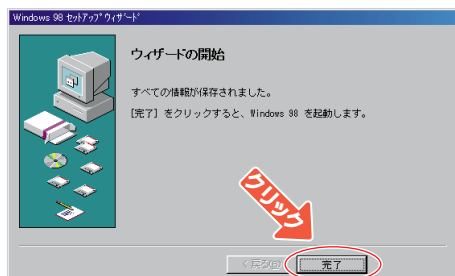 Windows 98 ｾｯﾄｱｯﾌﾟ ｳｨｻﾞｰﾄﾞ
ウィザードの開始
すべての情報が保存されました。
[完了] をクリックすると、Windows 98 を起動します。
クリック
< 戻る(B)
完了